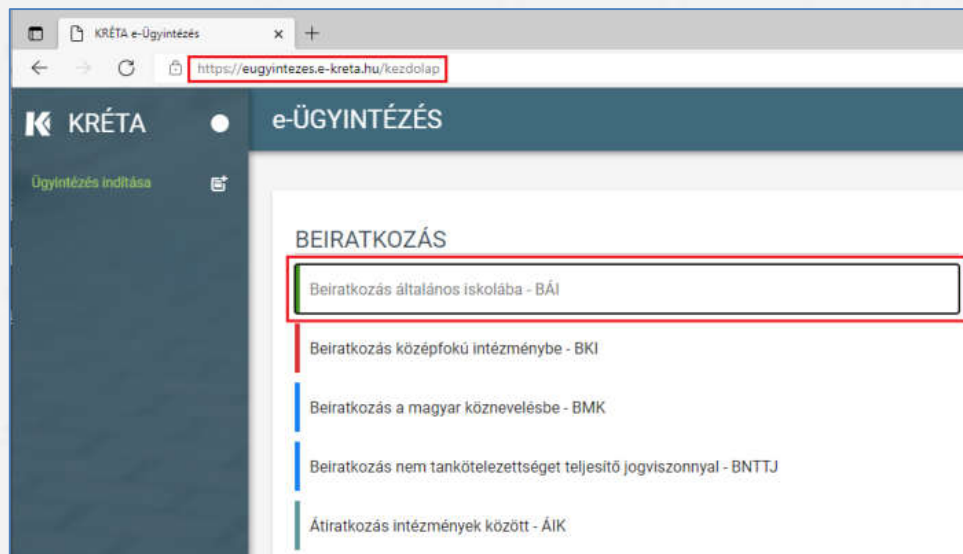 KRÉTA e-Ügyintézés
https://eugyintezes.e-kreta.hu/kezdolap
KRÉTA
e-ÜGYINTÉZÉS
Ügyintézés indítása
BEIRATKOZÁS
Beiratkozás általános iskolába - BÁI
Beiratkozás középfokú intézménybe - BKI
Beiratkozás a magyar köznevelésbe - BMK
Beiratkozás nem tankötelezettséget teljesítő jogviszonnyal - BNTTJ
Átiratkozás intézmények között - ÁIK